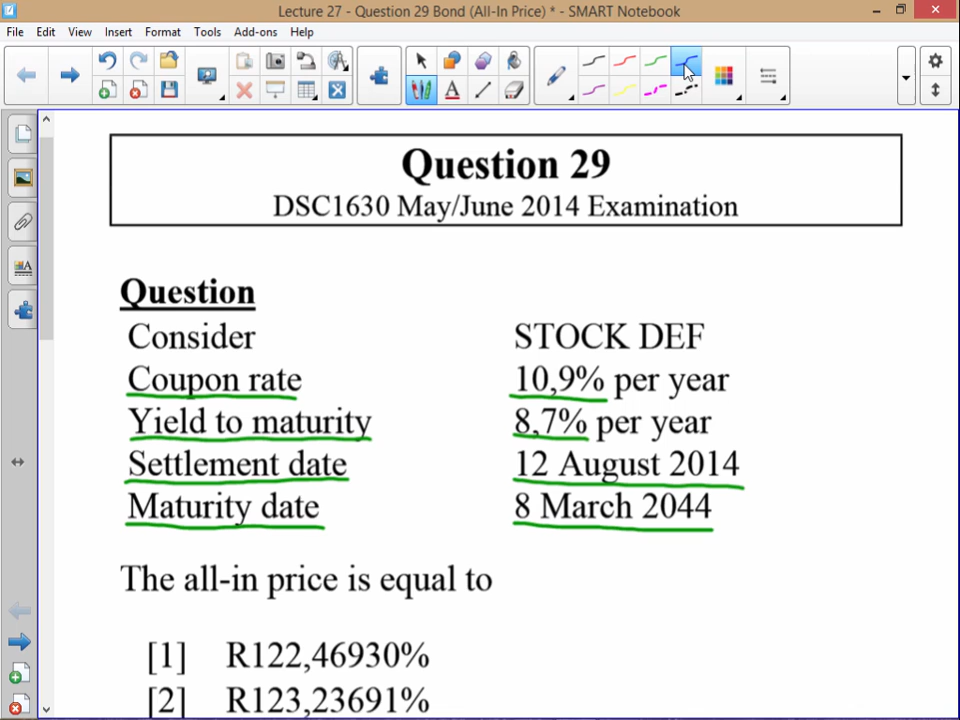 Lecture 27 - Question 29 Bond (All-In Price) * - SMART Notebook
File Edit View Insert Format Tools Add-ons Help
Question 29
DSC1630 May/June 2014 Examination
Question
Consider STOCK DEF
Coupon rate 10,9% per year
Yield to maturity 8,7% per year
Settlement date 12 August 2014
Maturity date 8 March 2044
The all-in price is equal to
[1] R122,46930%
[2] R123,23691%